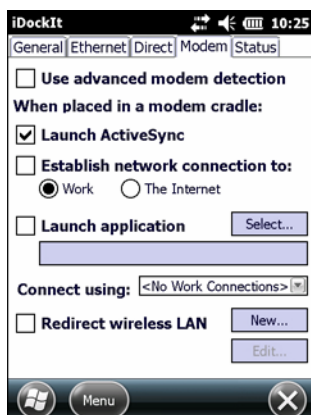 iDockIt 10:25
General Ethernet Direct Modem Status
Use advanced modem detection
When placed in a modem cradle:
Launch ActiveSync
Establish network connection to:
Work The Internet
Launch application Select...
Connect using: <No Work Connections>
Redirect wireless LAN New...
Edit...
Menu